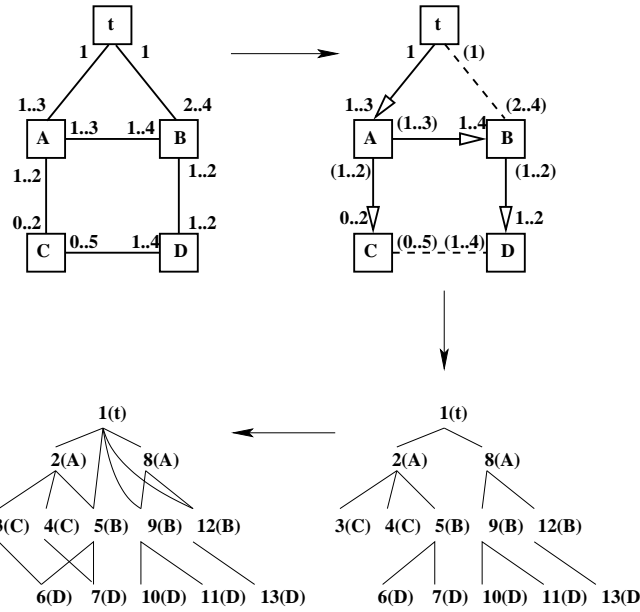 t
t
1
1
1
(1)
1..3
2..4
1..3
(2..4)
A
1..3
1..4
B
A
(1..3)
1..4
B
1..2
1..2
(1..2)
(1..2)
0..2
1..2
0..2
1..2
C
0..5
1..4
D
C
(0..5)
(1..4)
D
1(t)
1(t)
2(A)
8(A)
2(A)
8(A)
3(C)
4(C)
5(B)
9(B)
12(B)
3(C)
4(C)
5(B)
9(B)
12(B)
6(D)
7(D)
10(D)
11(D)
13(D)
6(D)
7(D)
10(D)
11(D)
13(D)